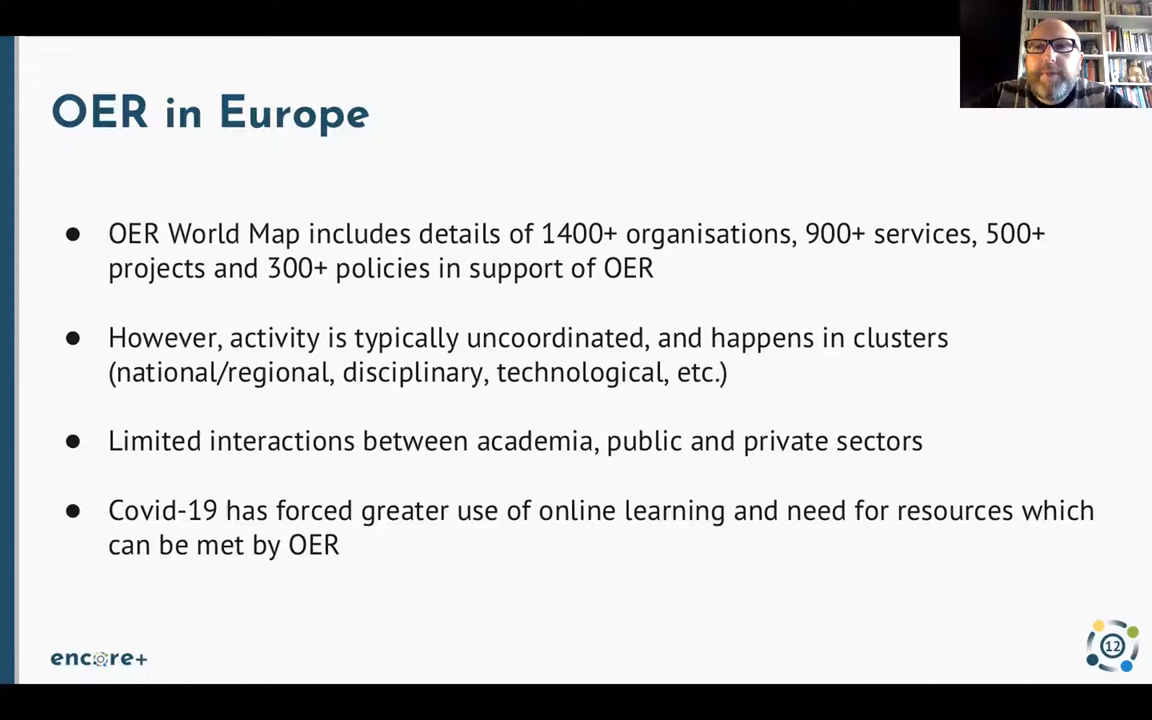 OER in Europe
● OER World Map includes details of 1400+ organisations, 900+ services, 500+
projects and 300+ policies in support of OER
● However, activity is typically uncoordinated, and happens in clusters
(national/regional, disciplinary, technological, etc.)
● Limited interactions between academia, public and private sectors
● Covid-19 has forced greater use of online learning and need for resources which
can be met by OER
encore+
12